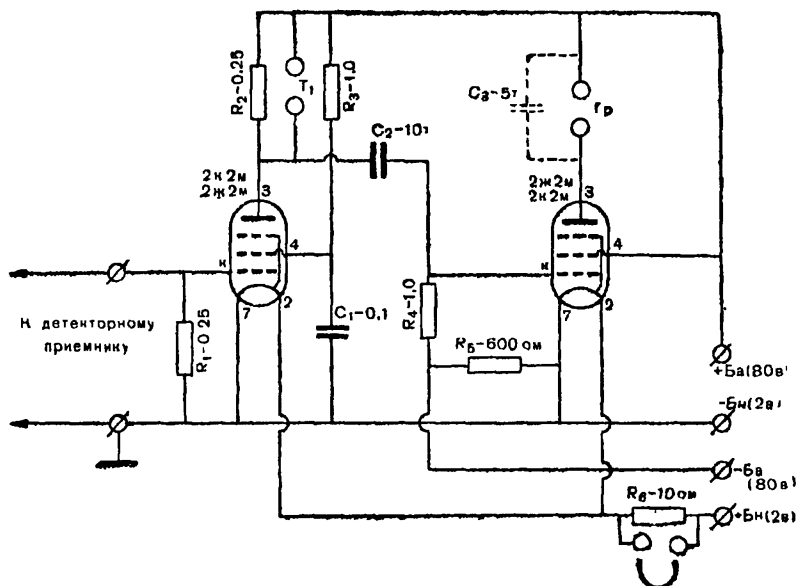 R2-0,25
T1
R3-1,0
C2-10т
C3-5т
Гр
2к2м
2ж2м
3
4
к
7
2
2ж2м
2к2м
3
4
к
7
2
К детекторному
приемнику
R1-0,25
C1-0,1
R4-1,0
R5-600 ом
+Ба(80в)
-Бн(2в)
-Ба
(80в)
R6-10 ом
+Бн(2в)